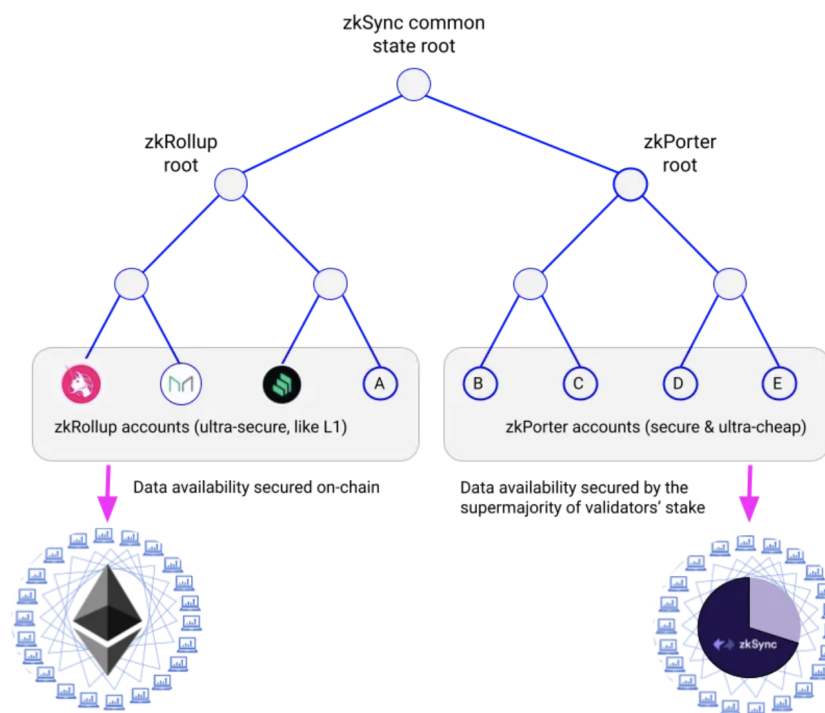 zkSync common
state root
zkRollup
root
zkPorter
root
A
B
C
D
E
zkRollup accounts (ultra-secure, like L1)
zkPorter accounts (secure & ultra-cheap)
Data availability secured on-chain
Data availability secured by the
supermajority of validators’ stake
zkSync